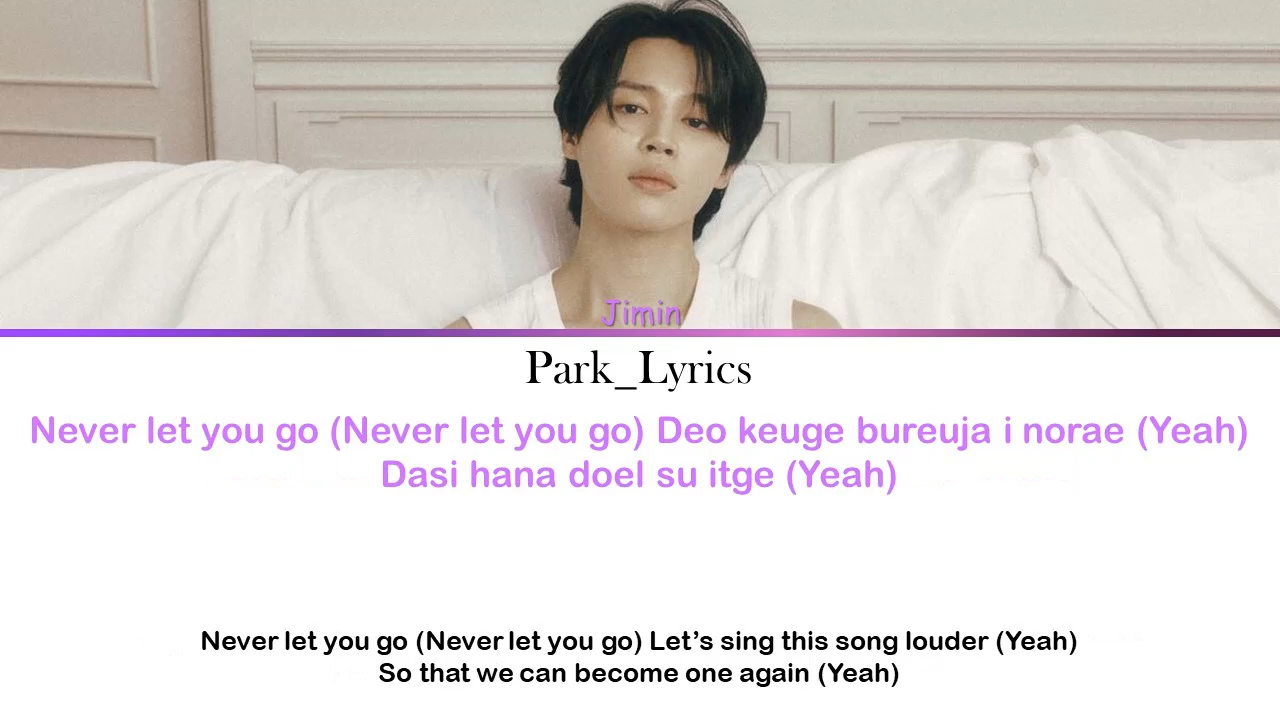 Jimin
Park_Lyrics
Never let you go (Never let you go) Deo keuge bureuja i norae (Yeah)
Dasi hana doel su itge (Yeah)
Never let you go (Never let you go) Let’s sing this song louder (Yeah)
So that we can become one again (Yeah)